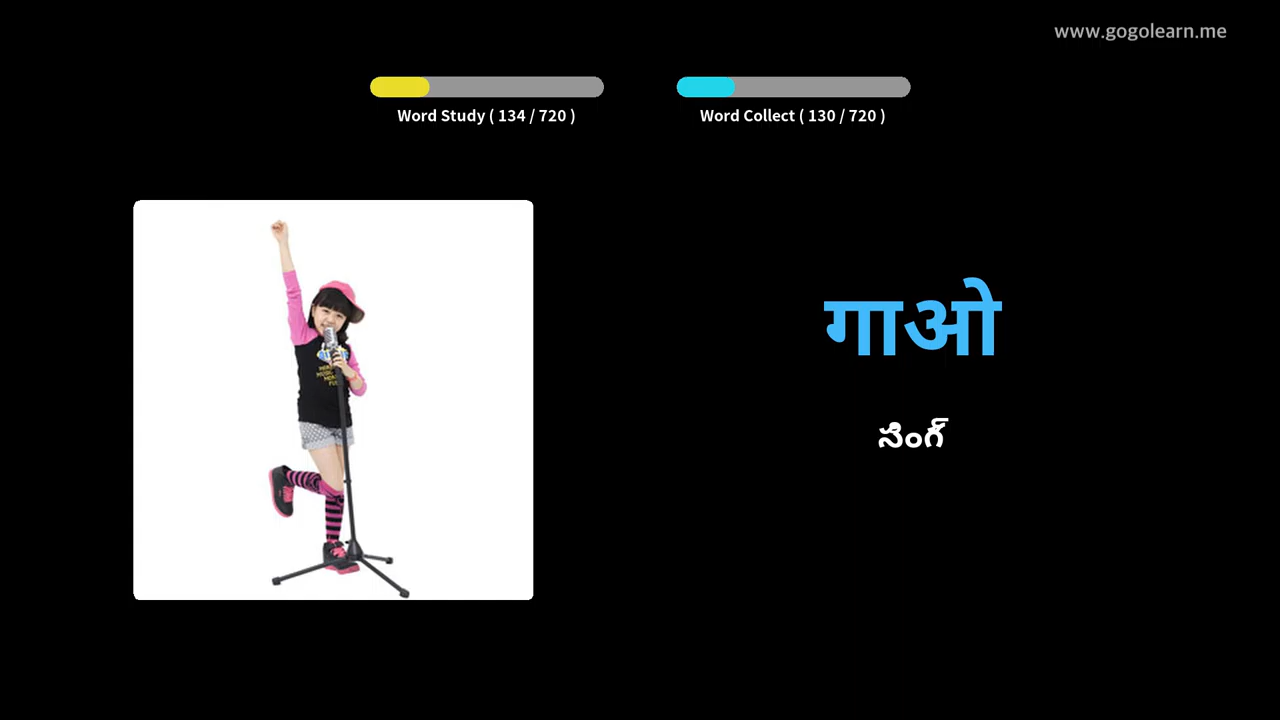 www.gogolearn.me
Word Study ( 134 / 720 )
Word Collect ( 130 / 720 )
गाओ
సింగ్